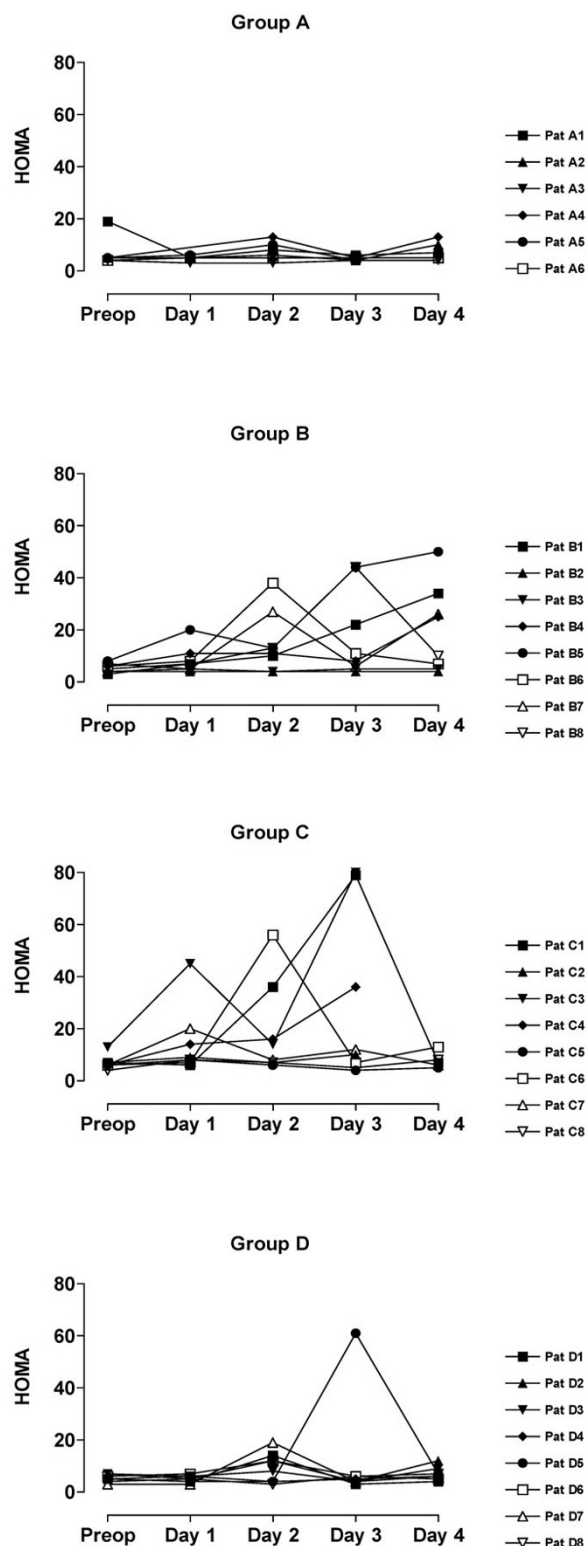 Group A
80
60
40
20
0
HOMA
Preop Day 1 Day 2 Day 3 Day 4
Pat A1
Pat A2
Pat A3
Pat A4
Pat A5
Pat A6
Group B
80
60
40
20
0
HOMA
Preop Day 1 Day 2 Day 3 Day 4
Pat B1
Pat B2
Pat B3
Pat B4
Pat B5
Pat B6
Pat B7
Pat B8
Group C
80
60
40
20
0
HOMA
Preop Day 1 Day 2 Day 3 Day 4
Pat C1
Pat C2
Pat C3
Pat C4
Pat C5
Pat C6
Pat C7
Pat C8
Group D
80
60
40
20
0
HOMA
Preop Day 1 Day 2 Day 3 Day 4
Pat D1
Pat D2
Pat D3
Pat D4
Pat D5
Pat D6
Pat D7
Pat D8